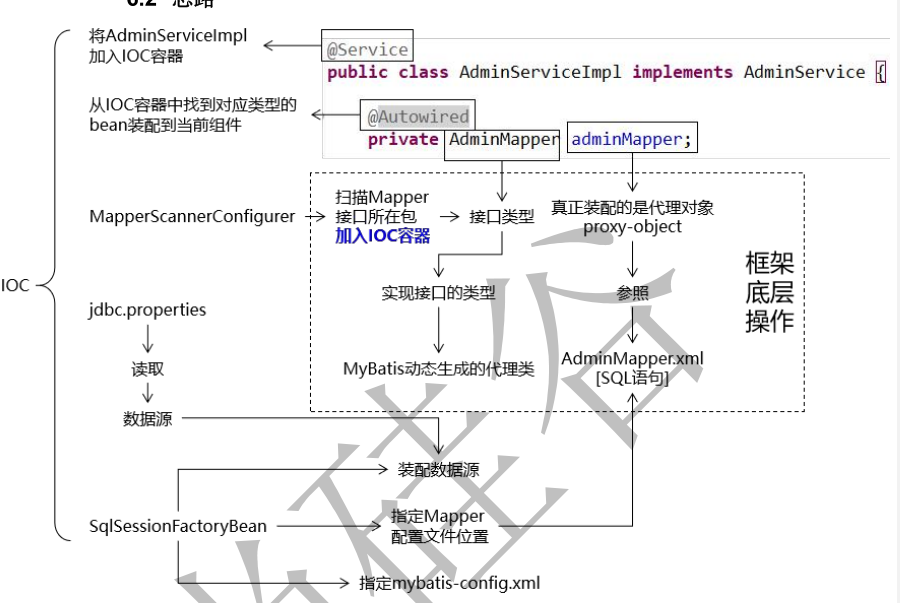 6.2 思路
将AdminServiceImpl
加入IOC容器
@Service
public class AdminServiceImpl implements AdminService {
从IOC容器中找到对应类型的
bean装配到当前组件
@Autowired
private AdminMapper adminMapper;
MapperScannerConfigurer
扫描Mapper
接口所在包
加入IOC容器
接口类型
真正装配的是代理对象
proxy-object
框架
底层
操作
IOC
实现接口的类型
参照
jdbc.properties
读取
数据源
MyBatis动态生成的代理类
AdminMapper.xml
[SQL语句]
装配数据源
SqlSessionFactoryBean
指定Mapper
配置文件位置
指定mybatis-config.xml
尚硅谷